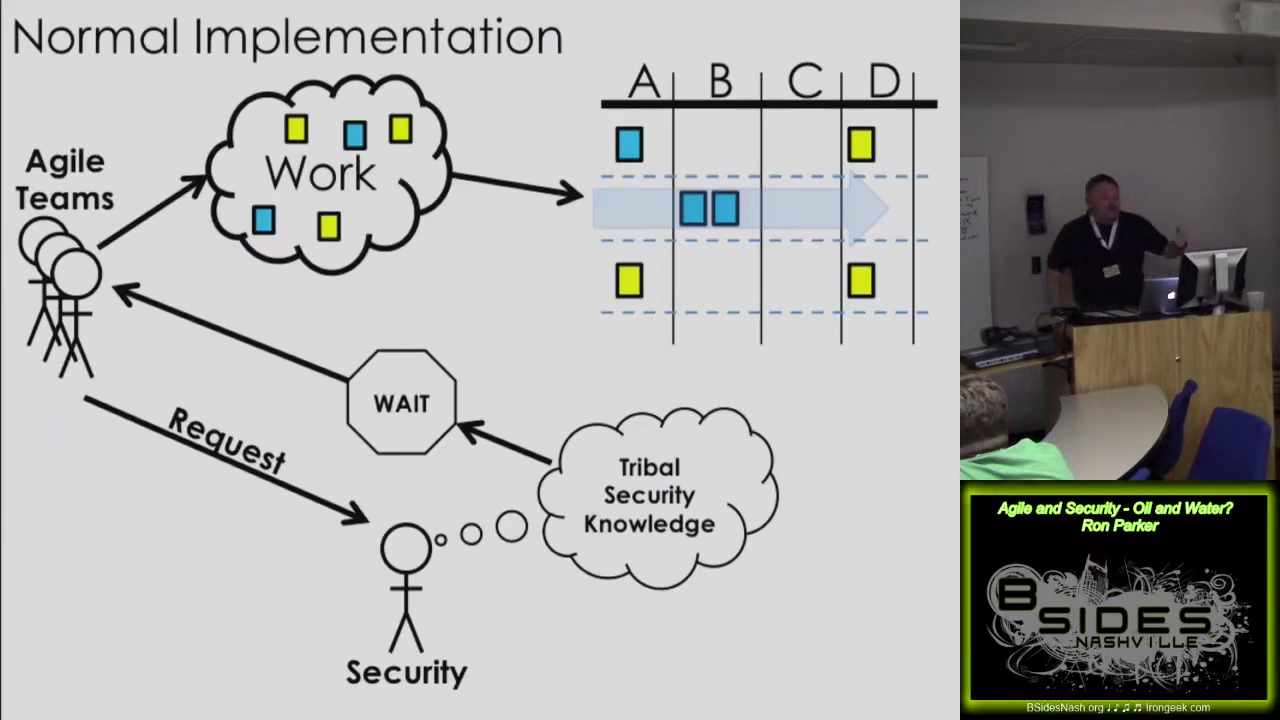 Normal Implementation
A B C D
Agile
Teams
Work
WAIT
Request
Tribal
Security
Knowledge
Security
Agile and Security - Oil and Water?
Ron Parker
BSIDES
NASHVILLE
BSidesNash.org ♩♪♫♬ Irongeek.com